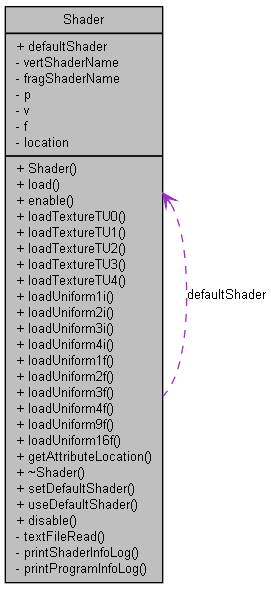 Shader
+ defaultShader
- vertShaderName
- fragShaderName
- p
- v
- f
- location
+ Shader()
+ load()
+ enable()
+ loadTextureTU0()
+ loadTextureTU1()
+ loadTextureTU2()
+ loadTextureTU3()
+ loadTextureTU4()
+ loadUniform1i()
+ loadUniform2i()
+ loadUniform3i()
+ loadUniform4i()
+ loadUniform1f()
+ loadUniform2f()
+ loadUniform3f()
+ loadUniform4f()
+ loadUniform9f()
+ loadUniform16f()
+ getAttributeLocation()
+ ~Shader()
+ setDefaultShader()
+ useDefaultShader()
+ disable()
- textFileRead()
- printShaderInfoLog()
- printProgramInfoLog()
defaultShader